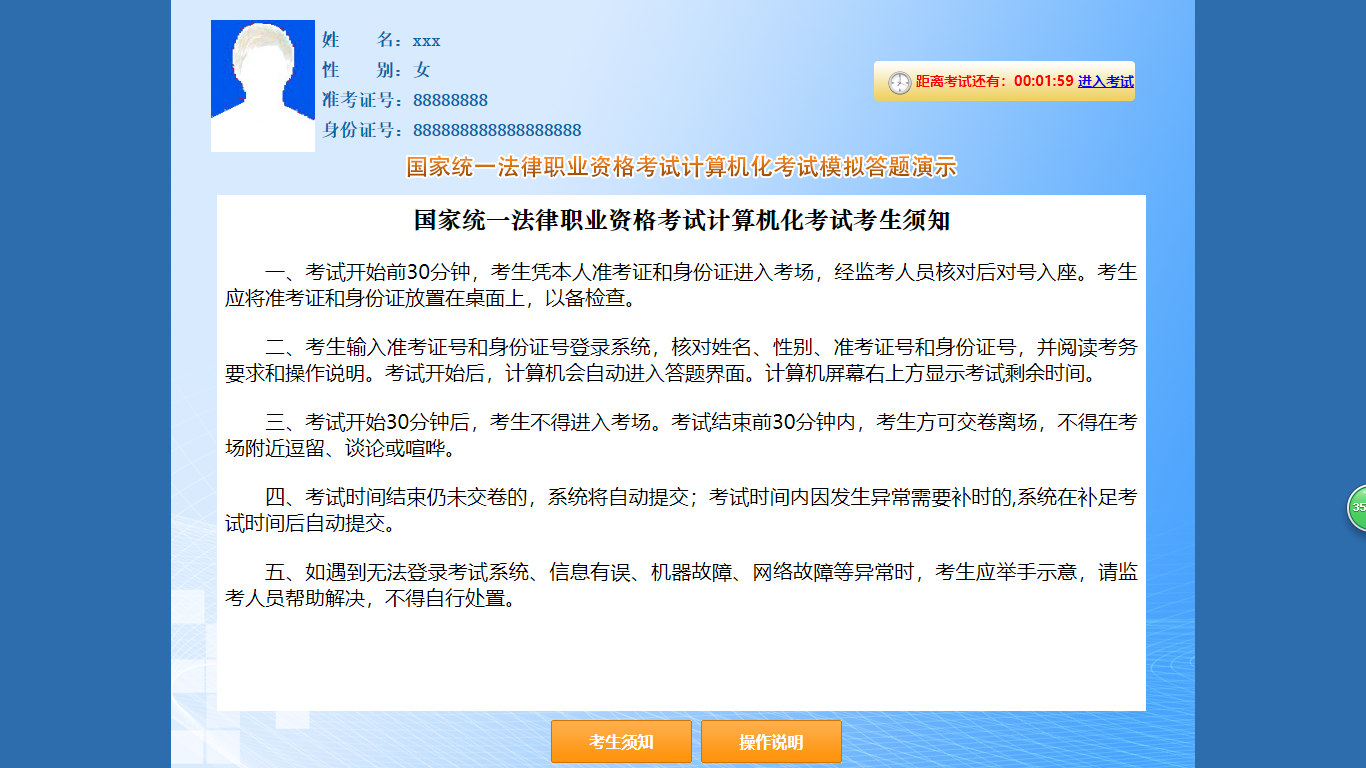 姓　　名：xxx
性　　别：女
准考证号：88888888
身份证号：888888888888888888
距离考试还有：00:01:59 进入考试
国家统一法律职业资格考试计算机化考试模拟答题演示
国家统一法律职业资格考试计算机化考试考生须知
一、考试开始前30分钟，考生凭本人准考证和身份证进入考场，经监考人员核对后对号入座。考生
应将准考证和身份证放置在桌面上，以备检查。
二、考生输入准考证号和身份证号登录系统，核对姓名、性别、准考证号和身份证号，并阅读考务
要求和操作说明。考试开始后，计算机会自动进入答题界面。计算机屏幕右上方显示考试剩余时间。
三、考试开始30分钟后，考生不得进入考场。考试结束前30分钟内，考生方可交卷离场，不得在考
场附近逗留、谈论或喧哗。
四、考试时间结束仍未交卷的，系统将自动提交；考试时间内因发生异常需要补时的,系统在补足考
试时间后自动提交。
五、如遇到无法登录考试系统、信息有误、机器故障、网络故障等异常时，考生应举手示意，请监
考人员帮助解决，不得自行处置。
35
考生须知
操作说明